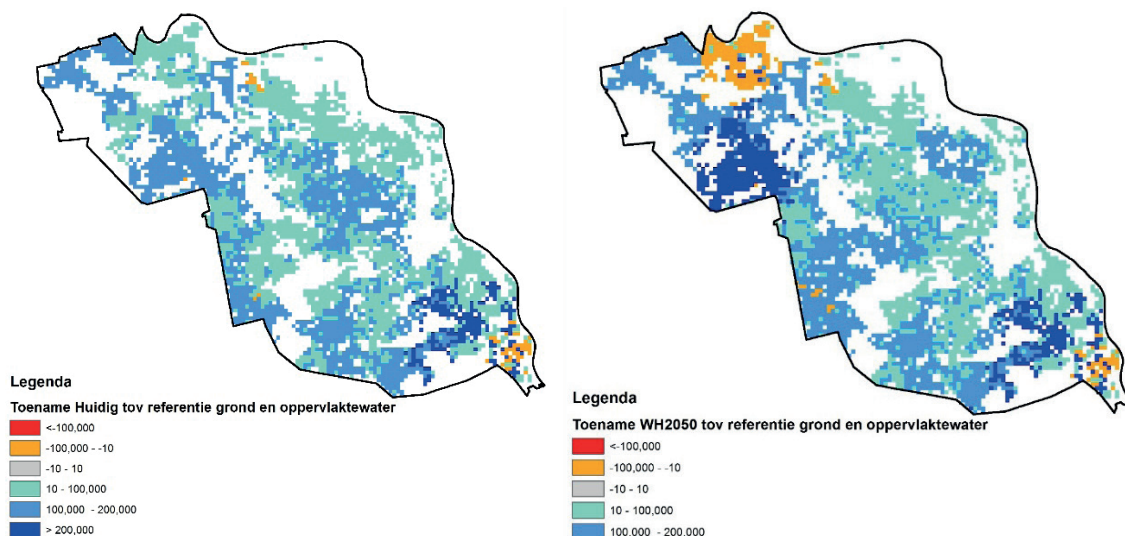 Legenda
Toename Huidig tov referentie grond en oppervlaktewater
<-100,000
-100,000 - -10
-10 - 10
10 - 100,000
100,000 - 200,000
> 200,000
Legenda
Toename WH2050 tov referentie grond en oppervlaktewater
<-100,000
-100,000 - -10
-10 - 10
10 - 100,000
100,000 - 200,000